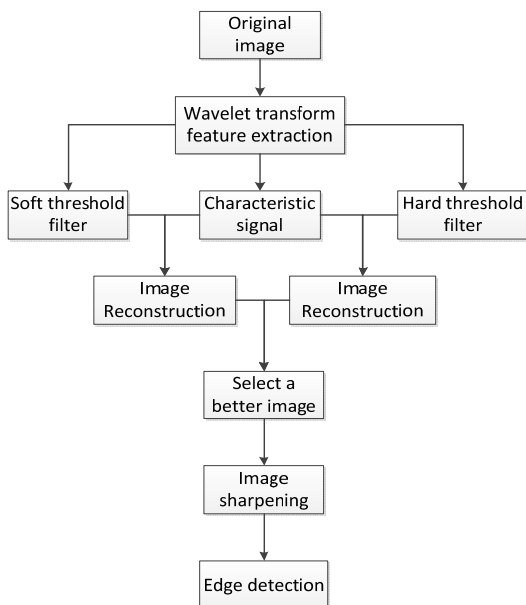 Original
image
Wavelet transform
feature extraction
Soft threshold
filter
Characteristic
signal
Hard threshold
filter
Image
Reconstruction
Image
Reconstruction
Select a
better image
Image
sharpening
Edge detection